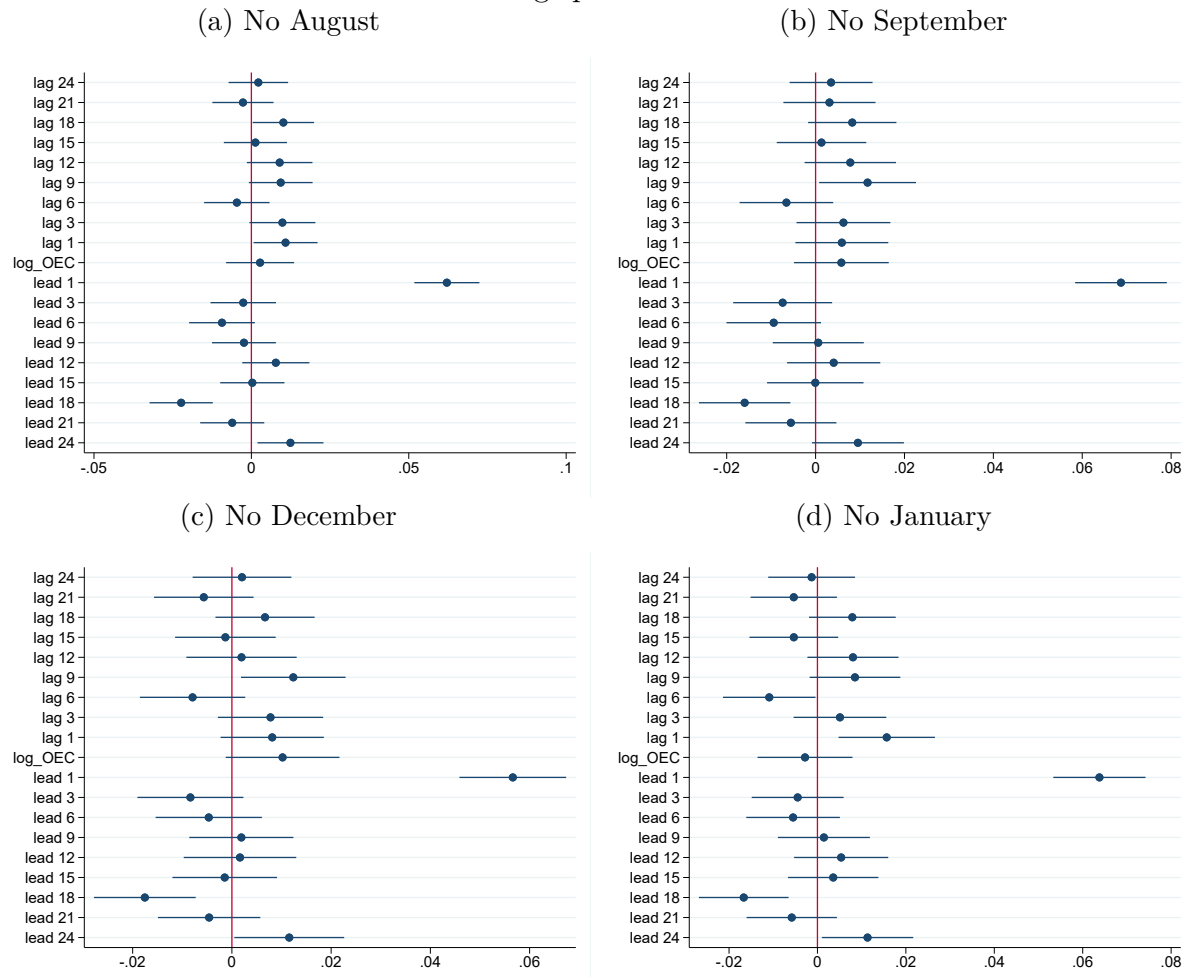 (a) No August
lag 24
lag 21
lag 18
lag 15
lag 12
lag 9
lag 6
lag 3
lag 1
log_OEC
lead 1
lead 3
lead 6
lead 9
lead 12
lead 15
lead 18
lead 21
lead 24
-.05 0 .05 .1
(b) No September
lag 24
lag 21
lag 18
lag 15
lag 12
lag 9
lag 6
lag 3
lag 1
log_OEC
lead 1
lead 3
lead 6
lead 9
lead 12
lead 15
lead 18
lead 21
lead 24
-.02 0 .02 .04 .06 .08
(c) No December
lag 24
lag 21
lag 18
lag 15
lag 12
lag 9
lag 6
lag 3
lag 1
log_OEC
lead 1
lead 3
lead 6
lead 9
lead 12
lead 15
lead 18
lead 21
lead 24
-.02 0 .02 .04 .06
(d) No January
lag 24
lag 21
lag 18
lag 15
lag 12
lag 9
lag 6
lag 3
lag 1
log_OEC
lead 1
lead 3
lead 6
lead 9
lead 12
lead 15
lead 18
lead 21
lead 24
-.02 0 .02 .04 .06 .08